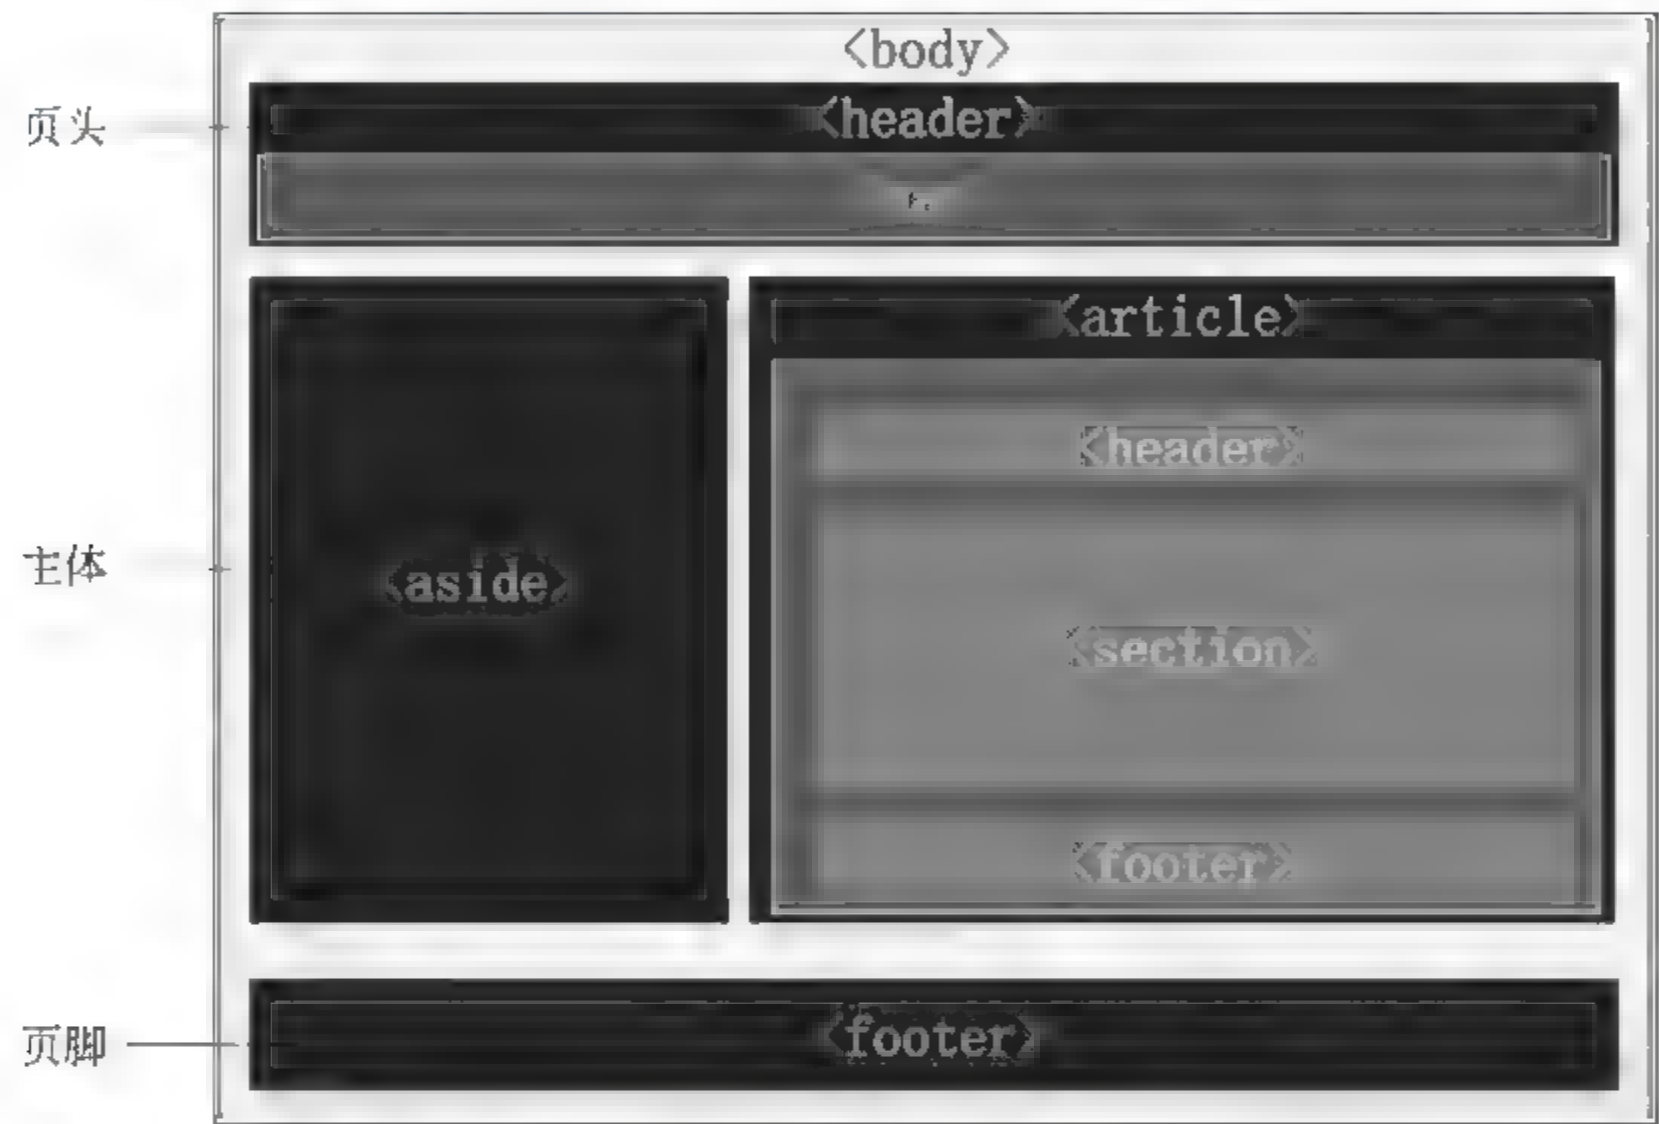 <body>
页头
<header>
<article>
<header>
主体
<aside>
<section>
<footer>
页脚
<footer>